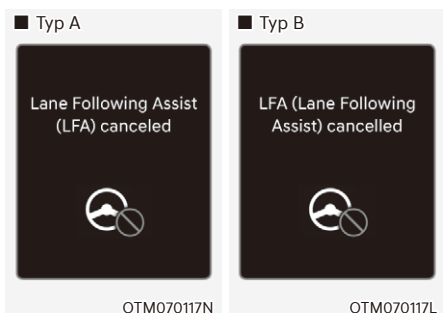 ■ Typ A
Lane Following Assist
(LFA) canceled
OTM070117N
■ Typ B
LFA (Lane Following
Assist) cancelled
OTM070117L